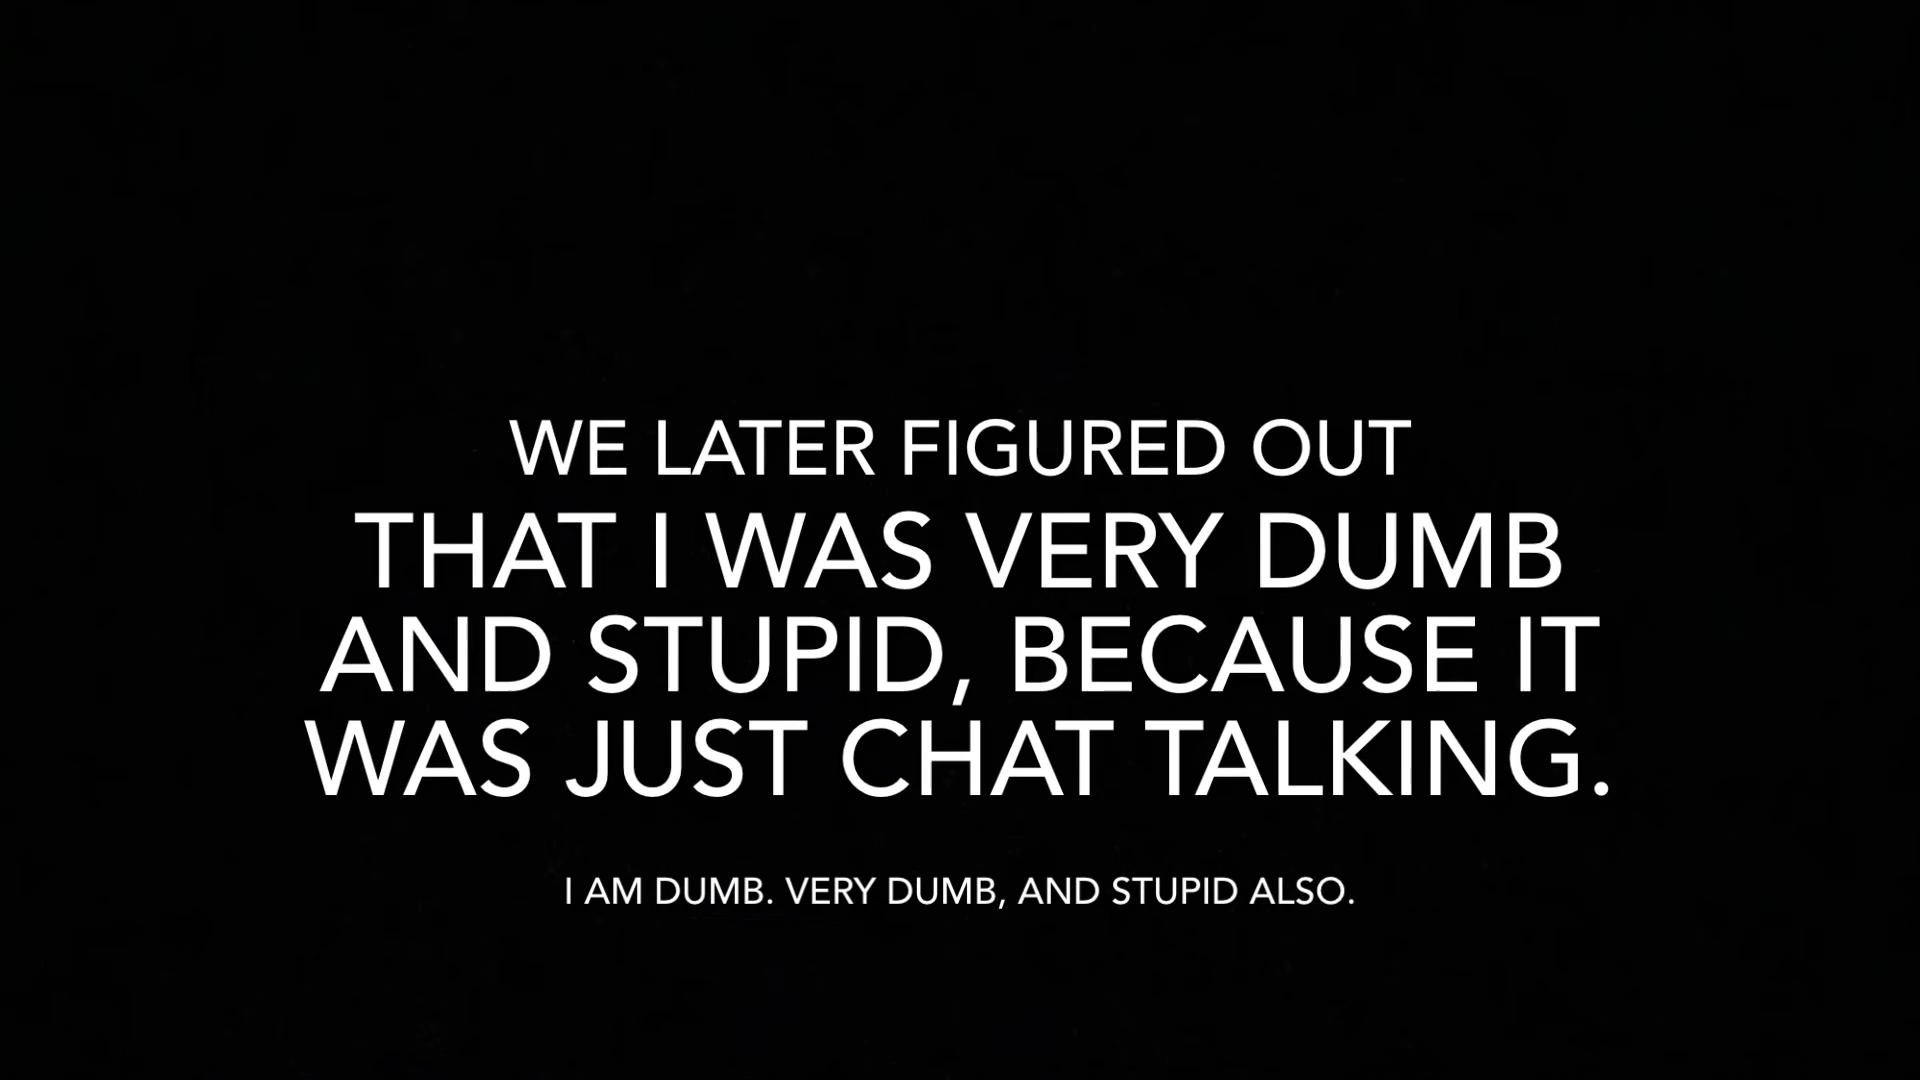 WE LATER FIGURED OUT
THAT I WAS VERY DUMB
AND STUPID, BECAUSE IT
WAS JUST CHAT TALKING.
I AM DUMB. VERY DUMB, AND STUPID ALSO.